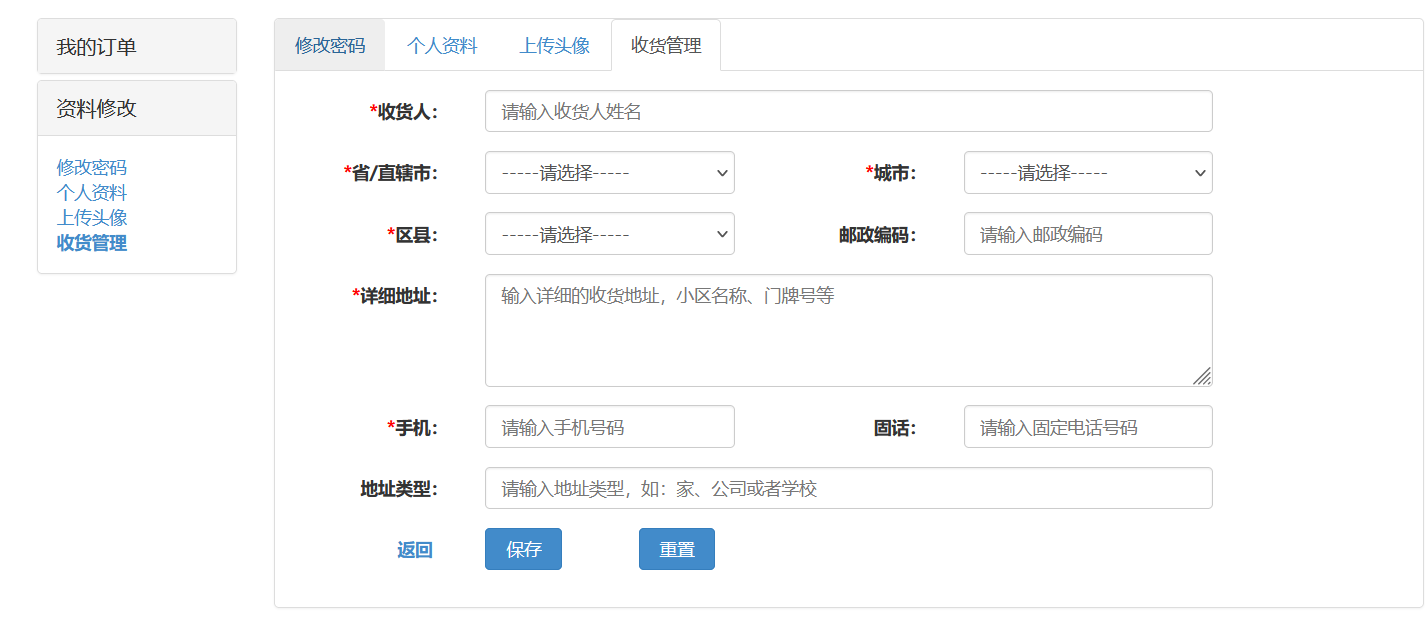 我的订单
资料修改
修改密码
个人资料
上传头像
收货管理
修改密码 个人资料 上传头像 收货管理
*收货人： 请输入收货人姓名
*省/直辖市： -----请选择----- *城市： -----请选择-----
*区县： -----请选择----- 邮政编码： 请输入邮政编码
*详细地址： 输入详细的收货地址，小区名称、门牌号等
*手机： 请输入手机号码 固话： 请输入固定电话号码
地址类型： 请输入地址类型，如：家、公司或者学校
返回 保存 重置